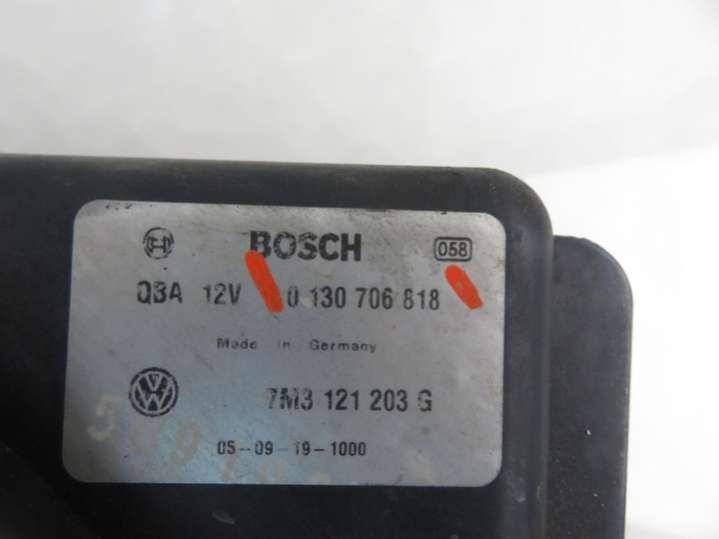 BOSCH 058
QBA 12V 0 130 706 818
Made in Germany
7M3 121 203 G
05-09-19-1000